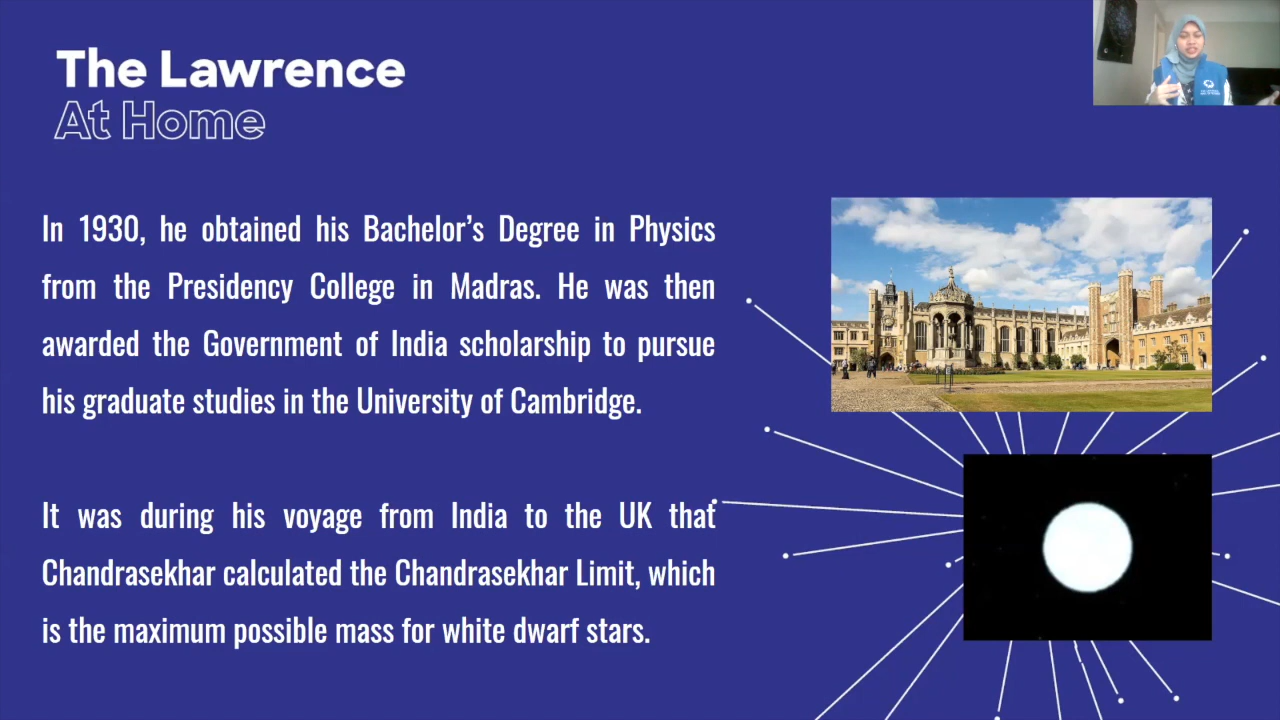 The Lawrence
At Home
In 1930, he obtained his Bachelor’s Degree in Physics
from the Presidency College in Madras. He was then
awarded the Government of India scholarship to pursue
his graduate studies in the University of Cambridge.
It was during his voyage from India to the UK that
Chandrasekhar calculated the Chandrasekhar Limit, which
is the maximum possible mass for white dwarf stars.